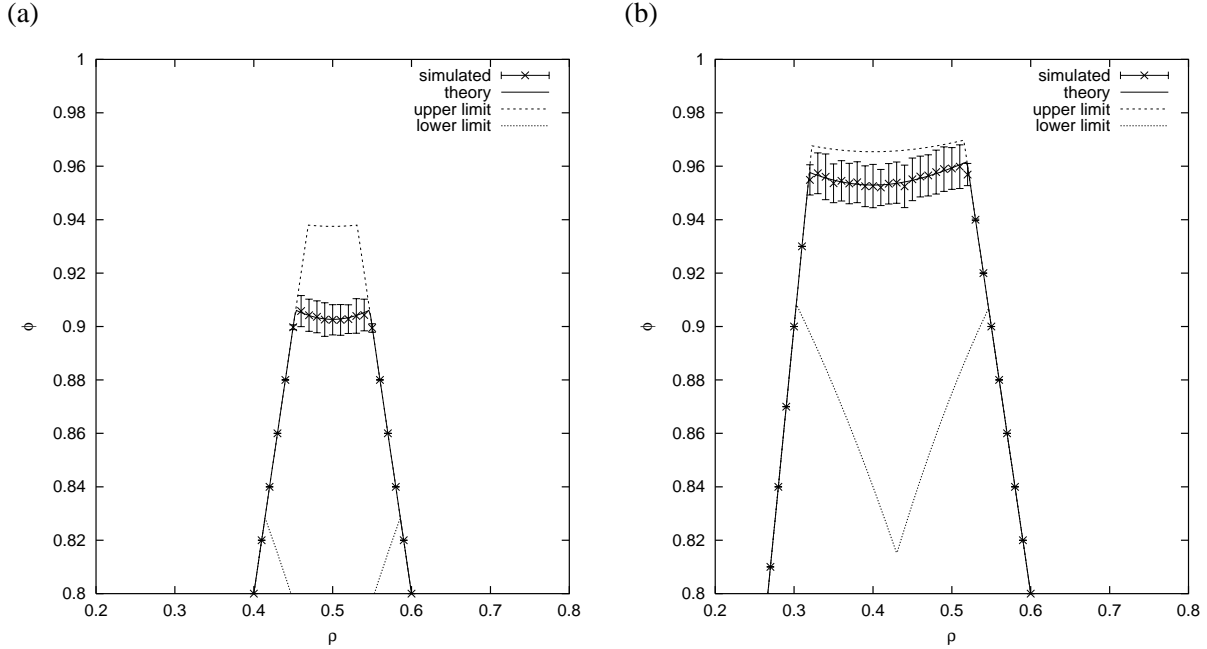 (a)
1
0.98
0.96
0.94
0.92
0.9
0.88
0.86
0.84
0.82
0.8
0.2 0.3 0.4 0.5 0.6 0.7 0.8
ϕ
ρ
simulated
theory
upper limit
lower limit
(b)
1
0.98
0.96
0.94
0.92
0.9
0.88
0.86
0.84
0.82
0.8
0.2 0.3 0.4 0.5 0.6 0.7 0.8
ϕ
ρ
simulated
theory
upper limit
lower limit